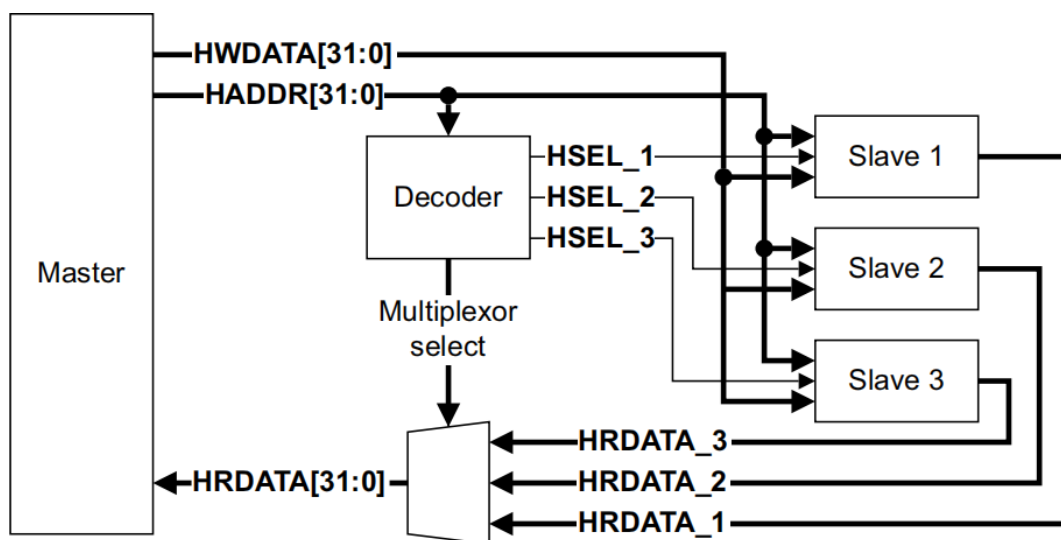 HWDATA[31:0]
HADDR[31:0]
HSEL_1
Slave 1
Decoder
HSEL_2
HSEL_3
Master
Slave 2
Multiplexor
select
Slave 3
HRDATA_3
HRDATA[31:0]
HRDATA_2
HRDATA_1